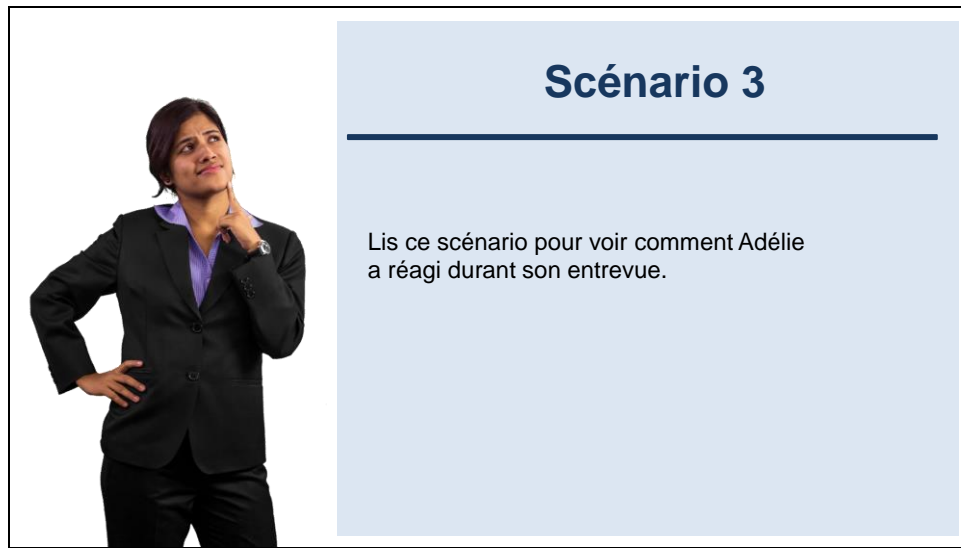 Scénario 3
Lis ce scénario pour voir comment Adélie
a réagi durant son entrevue.